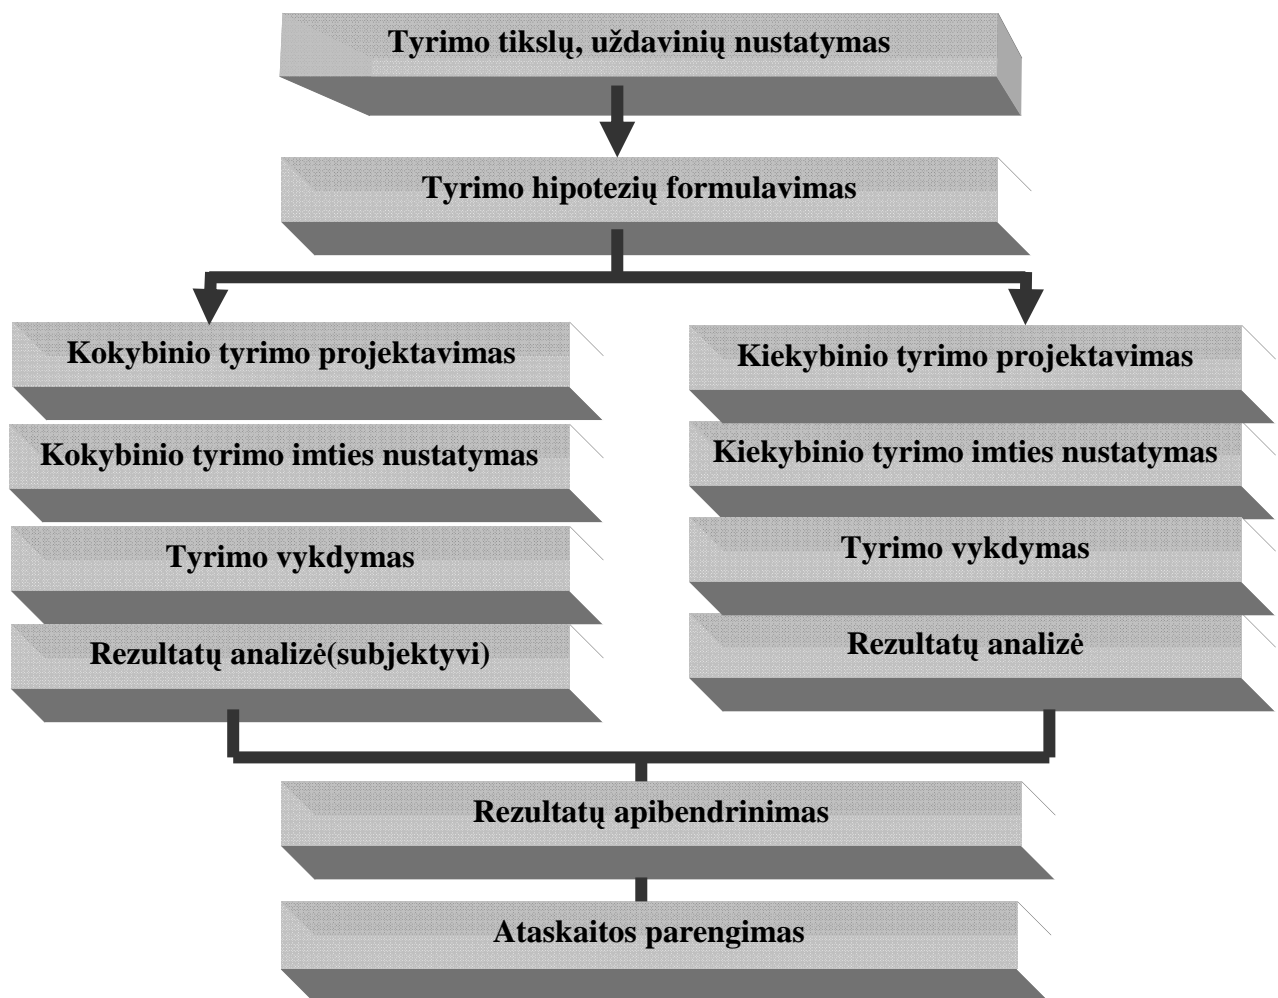 Tyrimo tikslų, uždavinių nustatymas
Tyrimo hipotezių formulavimas
Kokybinio tyrimo projektavimas
Kokybinio tyrimo imties nustatymas
Tyrimo vykdymas
Rezultatų analizė(subjektyvi)
Kiekybinio tyrimo projektavimas
Kiekybinio tyrimo imties nustatymas
Tyrimo vykdymas
Rezultatų analizė
Rezultatų apibendrinimas
Ataskaitos parengimas